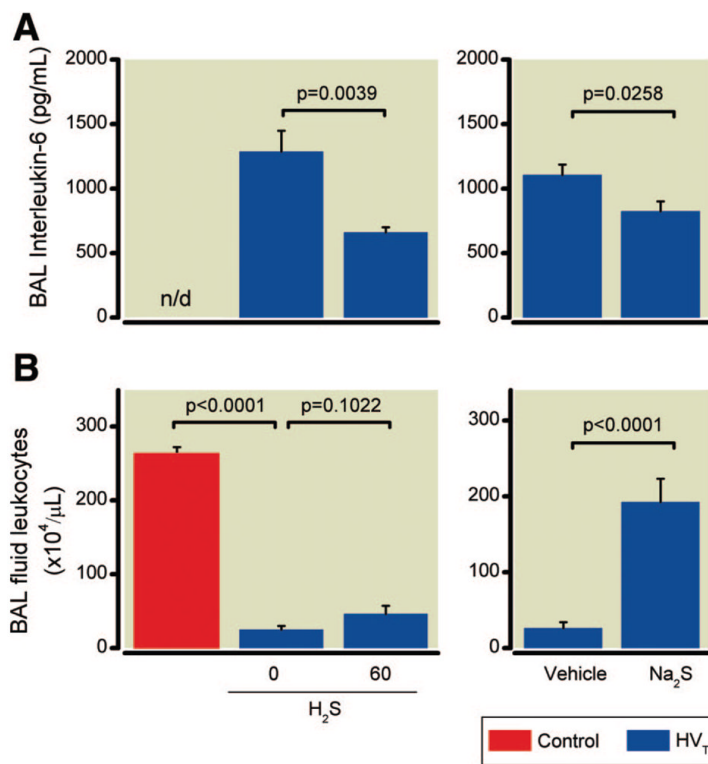 A
BAL Interleukin-6 (pg/mL)
2000
1500
1000
500
0
n/d
p=0.0039
2000
1500
1000
500
0
p=0.0258
B
BAL fluid leukocytes
(x10⁴/μL)
300
200
100
0
p<0.0001 p=0.1022
0 60
H₂S
300
200
100
0
p<0.0001
Vehicle Na₂S
Control HV_T